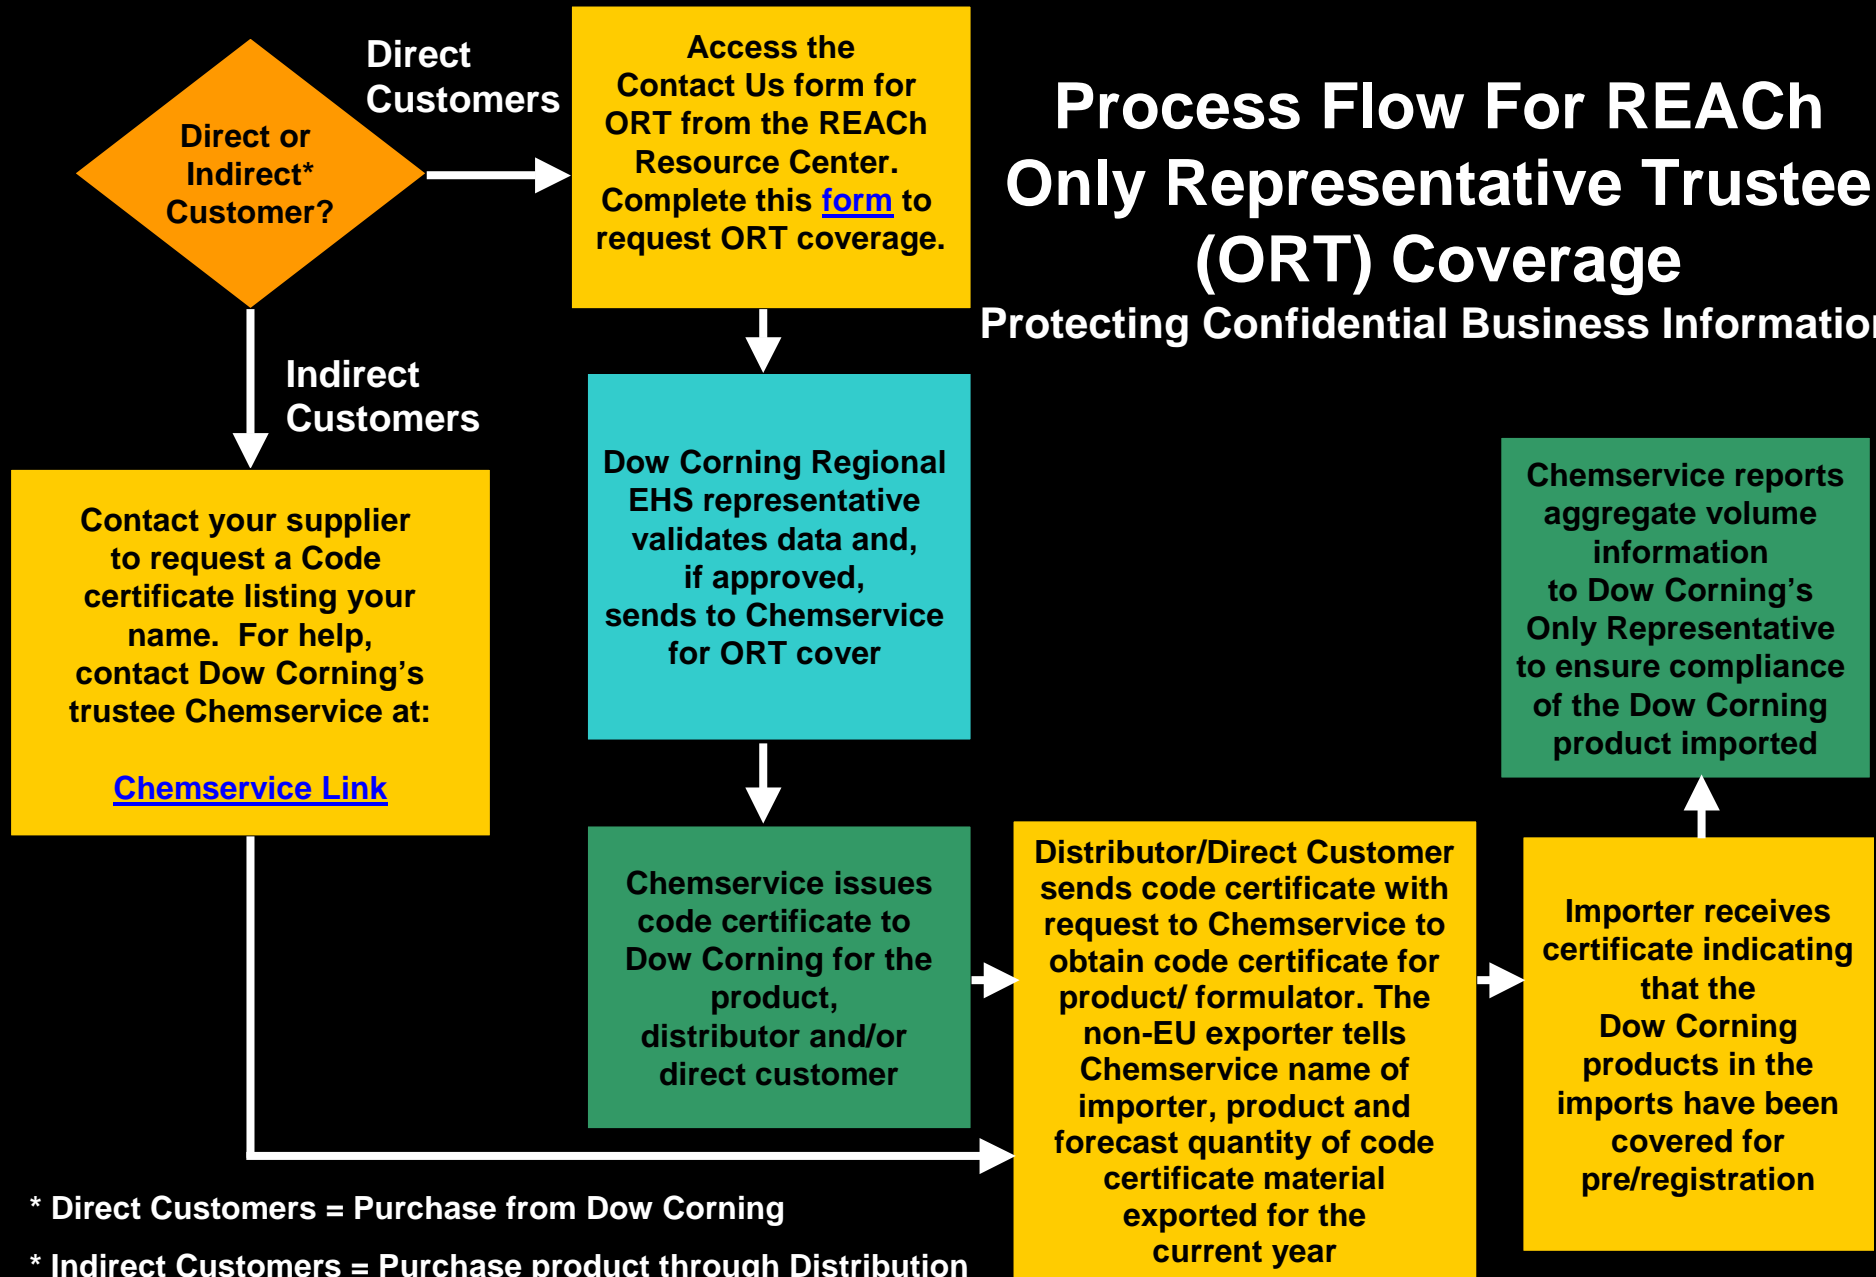 Process Flow For REACh
Only Representative Trustee
(ORT) Coverage
Protecting Confidential Business Information
Direct or
Indirect*
Customer?
Direct
Customers
Indirect
Customers
Access the
Contact Us form for
ORT from the REACh
Resource Center.
Complete this form to
request ORT coverage.
Dow Corning Regional
EHS representative
validates data and,
if approved,
sends to Chemservice
for ORT cover
Contact your supplier
to request a Code
certificate listing your
name. For help,
contact Dow Corning’s
trustee Chemservice at:
Chemservice Link
Chemservice issues
code certificate to
Dow Corning for the
product,
distributor and/or
direct customer
Distributor/Direct Customer
sends code certificate with
request to Chemservice to
obtain code certificate for
product/ formulator. The
non-EU exporter tells
Chemservice name of
importer, product and
forecast quantity of code
certificate material
exported for the
current year
Importer receives
certificate indicating
that the
Dow Corning
products in the
imports have been
covered for
pre/registration
Chemservice reports
aggregate volume
information
to Dow Corning’s
Only Representative
to ensure compliance
of the Dow Corning
product imported
* Direct Customers = Purchase from Dow Corning
* Indirect Customers = Purchase product through Distribution